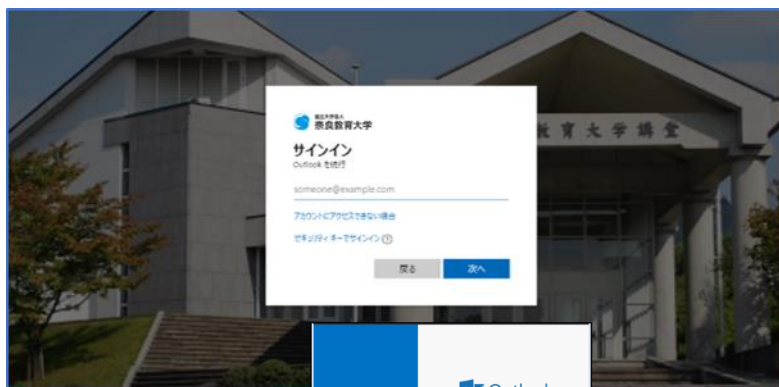 国立大学法人
奈良教育大学
教育大学講堂
サインイン
Outlook を続行
someone@example.com
アカウントにアクセスできない場合
セキュリティ キーでサインイン
戻る
次へ
Outlook